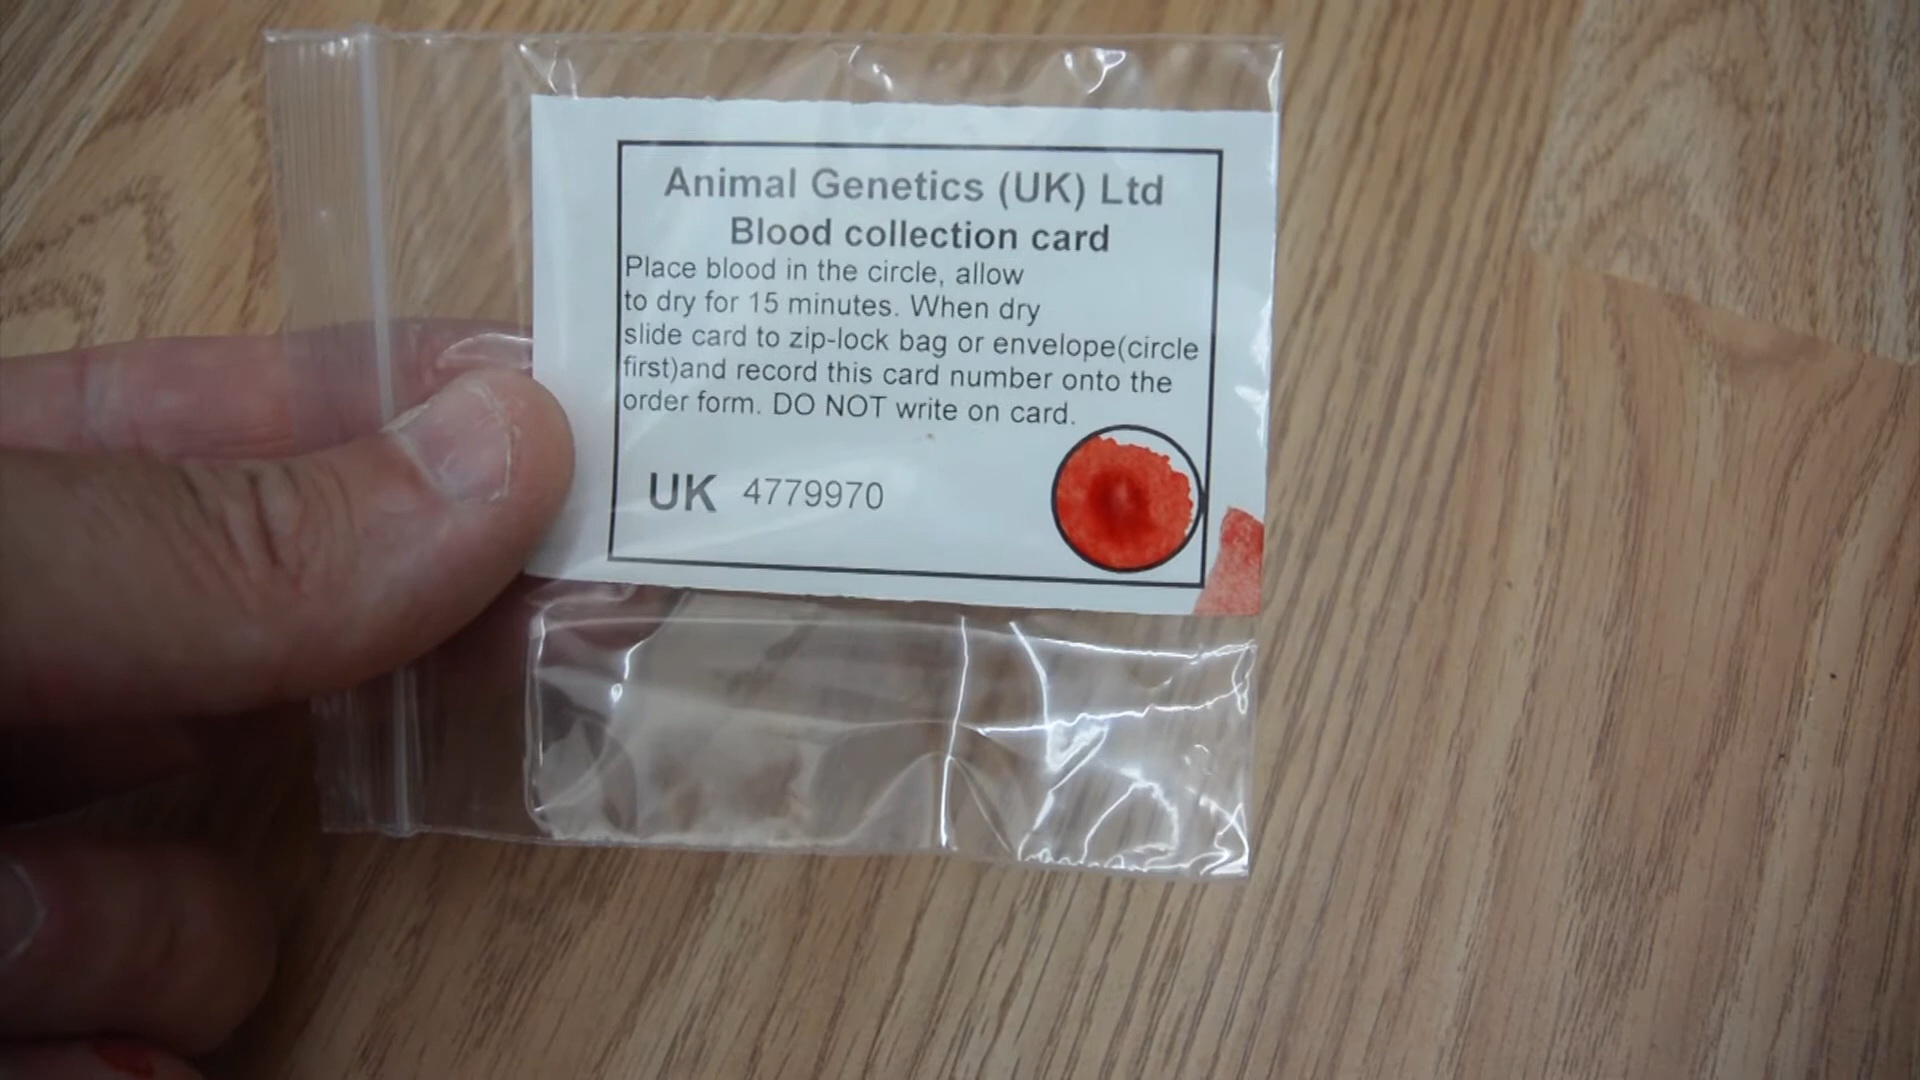 Animal Genetics (UK) Ltd
Blood collection card
Place blood in the circle, allow
to dry for 15 minutes. When dry
slide card to zip-lock bag or envelope(circle
first)and record this card number onto the
order form. DO NOT write on card.
UK 4779970